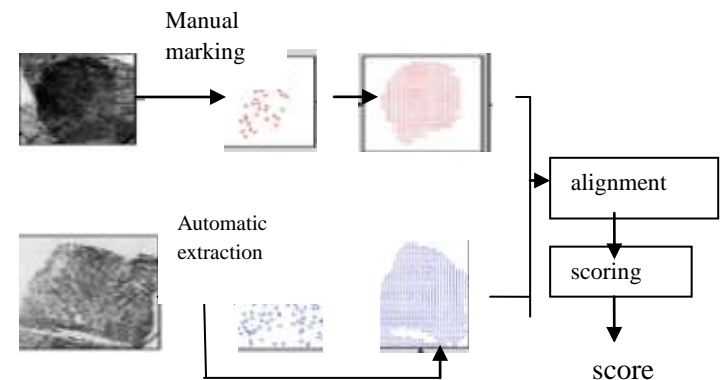 Manual
marking
alignment
Automatic
extraction
scoring
score